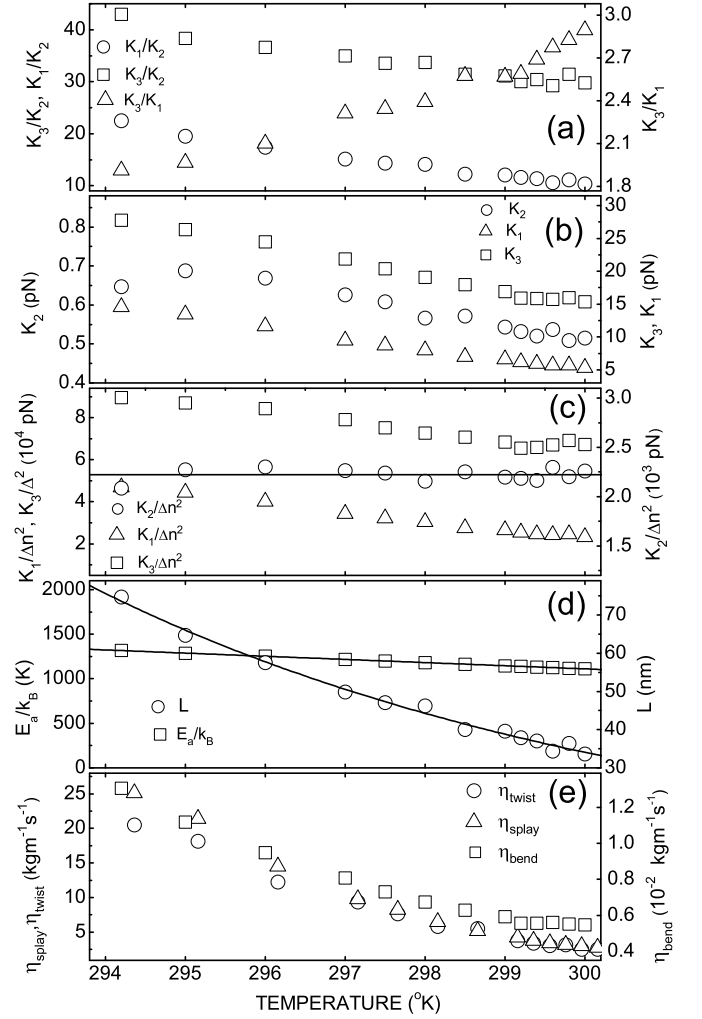 40
30
20
10
K3/K2, K1/K2
K1/K2
K3/K2
K3/K1
(a)
3.0
2.7
2.4
2.1
1.8
K3/K1
0.8
0.7
0.6
0.5
0.4
K2 (pN)
K2
K1
K3
(b)
30
25
20
15
10
5
K3, K1 (pN)
8
6
4
2
K1/Δn², K3/Δ² (10⁴ pN)
K2/Δn²
K1/Δn²
K3/Δn²
(c)
3.0
2.5
2.0
1.5
K2/Δn² (10³ pN)
2000
1500
1000
500
0
Ea/kB (K)
L
Ea/kB
(d)
70
60
50
40
30
L (nm)
25
20
15
10
5
ηsplay,ηtwist (kgm⁻¹s⁻¹)
ηtwist
ηsplay
ηbend
(e)
1.2
1.0
0.8
0.6
0.4
ηbend (10⁻² kgm⁻¹s⁻¹)
294 295 296 297 298 299 300
TEMPERATURE (°K)